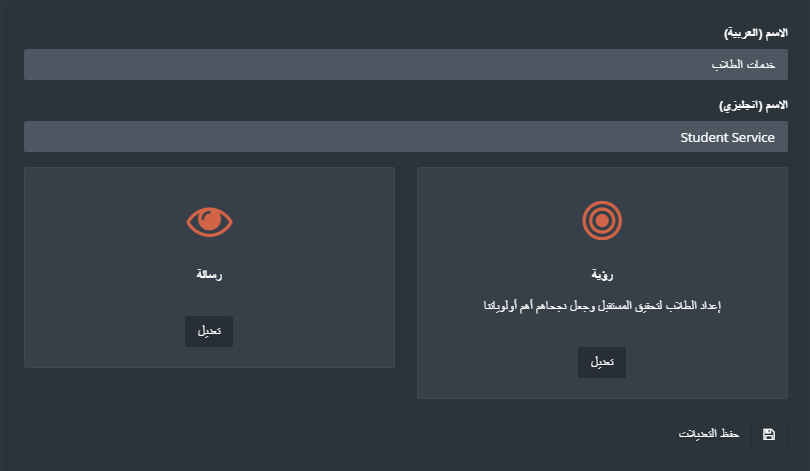 الاسم (العربية)
خدمات الطلاب
الاسم (انجليزي)
Student Service
رؤية
إعداد الطلاب لتحقيق المستقبل وجعل نجحاهم أهم أولوياتنا
تعديل
رسالة
تعديل
حفظ التعديلات